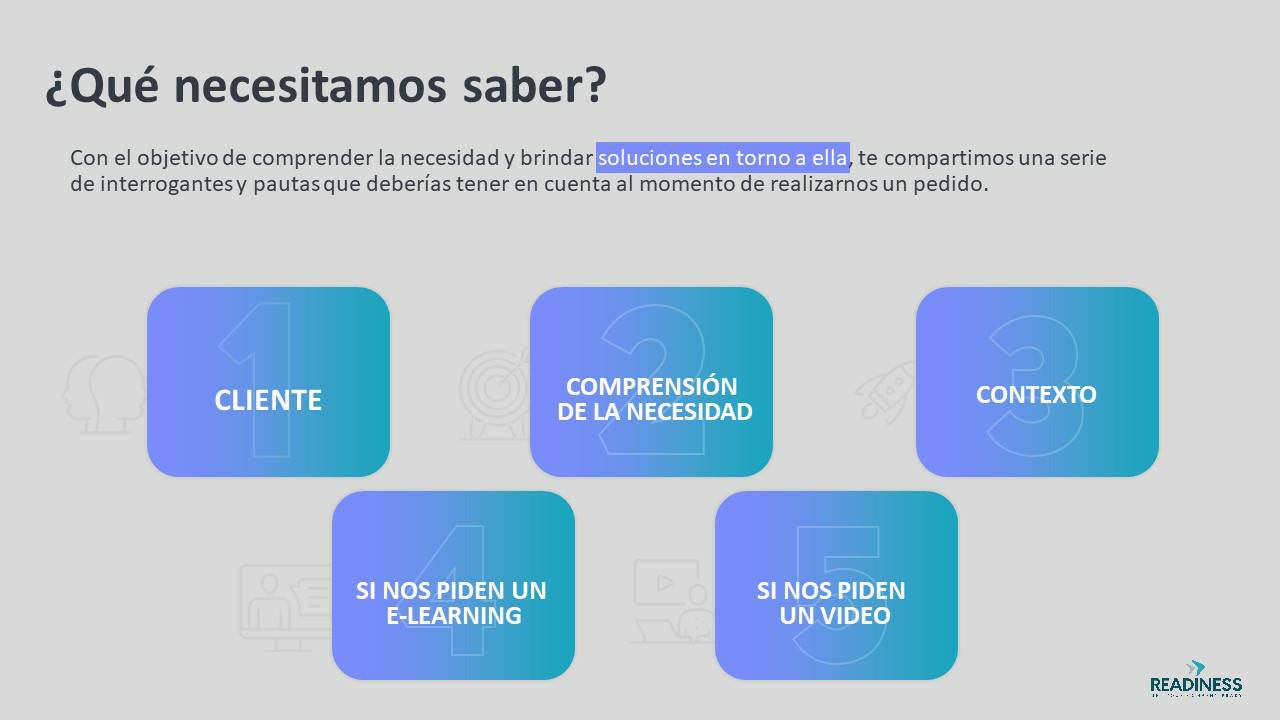 ¿Qué necesitamos saber?
Con el objetivo de comprender la necesidad y brindar soluciones en torno a ella, te compartimos una serie
de interrogantes y pautas que deberías tener en cuenta al momento de realizarnos un pedido.
1
CLIENTE
2
COMPRENSIÓN
DE LA NECESIDAD
3
CONTEXTO
4
SI NOS PIDEN UN
E-LEARNING
5
SI NOS PIDEN
UN VIDEO
READINESS